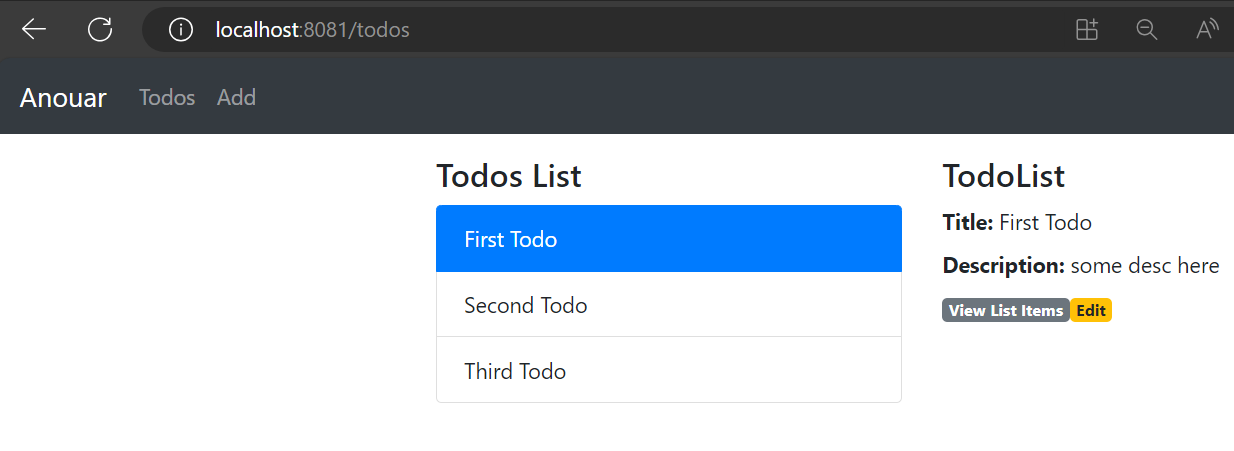 localhost:8081/todos
Anouar Todos Add
Todos List
First Todo
Second Todo
Third Todo
TodoList
Title: First Todo
Description: some desc here
View List Items Edit